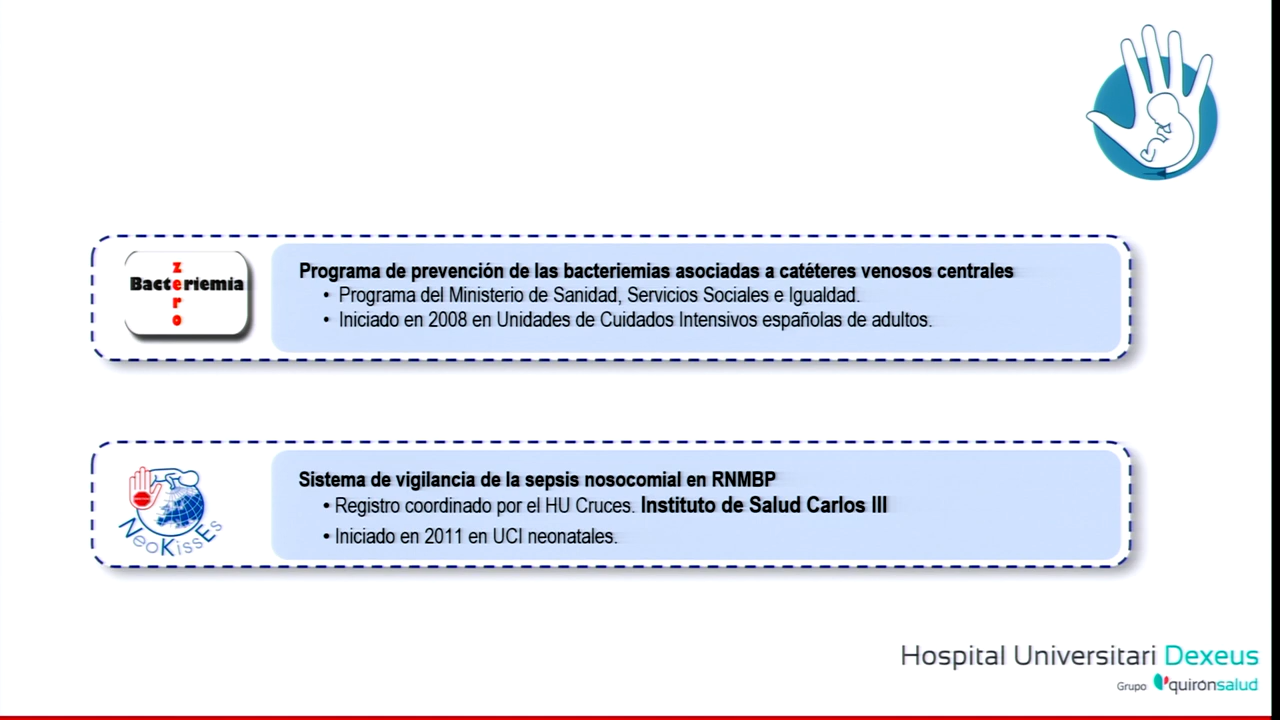 zero
Bacteriemia
Programa de prevención de las bacteriemias asociadas a catéteres venosos centrales
• Programa del Ministerio de Sanidad, Servicios Sociales e Igualdad.
• Iniciado en 2008 en Unidades de Cuidados Intensivos españolas de adultos.
NeoKissEs
Sistema de vigilancia de la sepsis nosocomial en RNMBP
• Registro coordinado por el HU Cruces. Instituto de Salud Carlos III
• Iniciado en 2011 en UCI neonatales.
Hospital Universitari Dexeus
Grupo quirónsalud